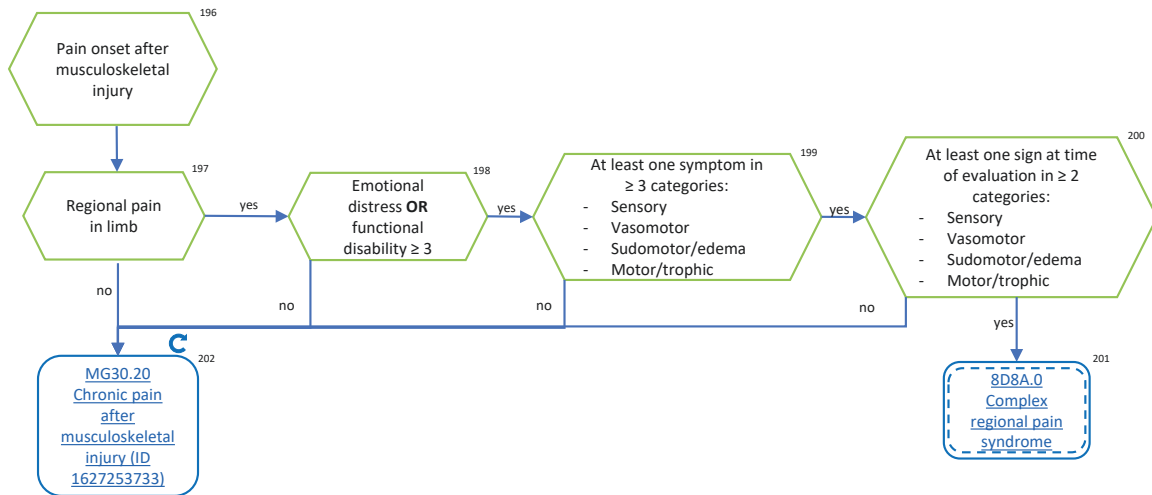 196
Pain onset after
musculoskeletal
injury
197
Regional pain
in limb
yes
no
198
Emotional
distress OR
functional
disability ≥ 3
yes
no
199
At least one symptom in
≥ 3 categories:
- Sensory
- Vasomotor
- Sudomotor/edema
- Motor/trophic
yes
no
200
At least one sign at time
of evaluation in ≥ 2
categories:
- Sensory
- Vasomotor
- Sudomotor/edema
- Motor/trophic
no
yes
202
MG30.20
Chronic pain
after
musculoskeletal
injury (ID
1627253733)
201
8D8A.0
Complex
regional pain
syndrome